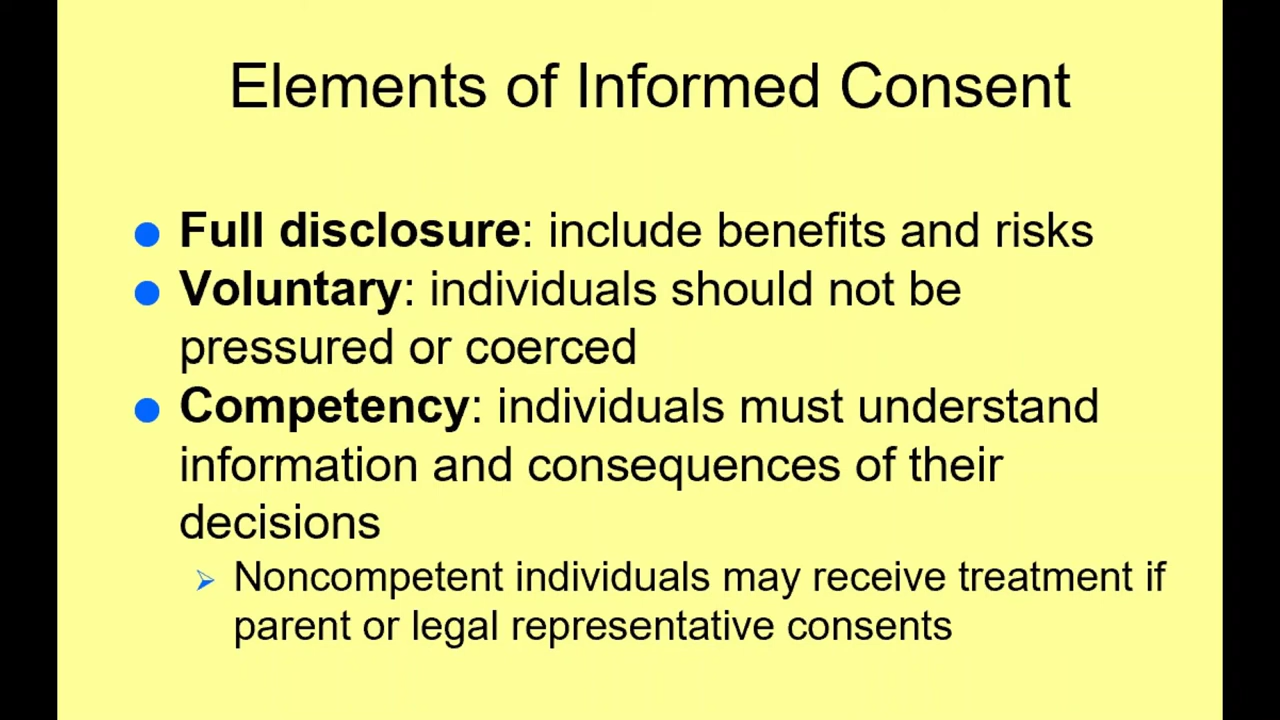 Elements of Informed Consent
Full disclosure: include benefits and risks
Voluntary: individuals should not be
pressured or coerced
Competency: individuals must understand
information and consequences of their
decisions
Noncompetent individuals may receive treatment if
parent or legal representative consents